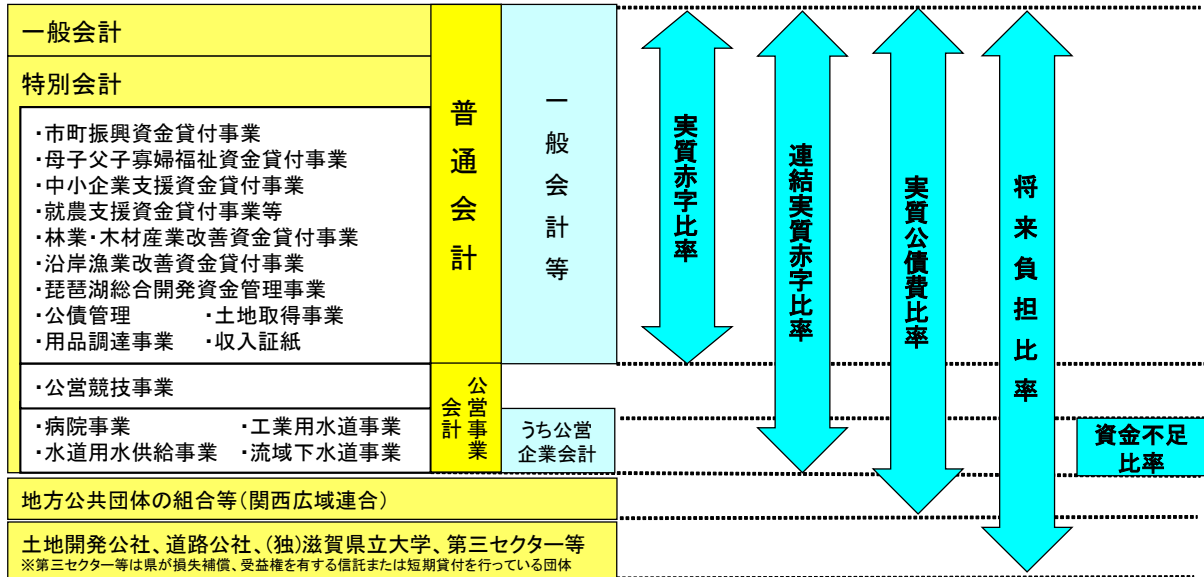 一般会計
特別会計
・市町振興資金貸付事業
・母子父子寡婦福祉資金貸付事業
・中小企業支援資金貸付事業
・就農支援資金貸付事業等
・林業・木材産業改善資金貸付事業
・沿岸漁業改善資金貸付事業
・琵琶湖総合開発資金管理事業
・公債管理 ・土地取得事業
・用品調達事業 ・収入証紙
・公営競技事業
・病院事業 ・工業用水道事業
・水道用水供給事業 ・流域下水道事業
普通会計
公営事業
会計
一般会計等
うち公営
企業会計
実質赤字比率
連結実質赤字比率
実質公債費比率
将来負担比率
資金不足
比率
地方公共団体の組合等(関西広域連合)
土地開発公社、道路公社、(独)滋賀県立大学、第三セクター等
※第三セクター等は県が損失補償、受益権を有する信託または短期貸付を行っている団体